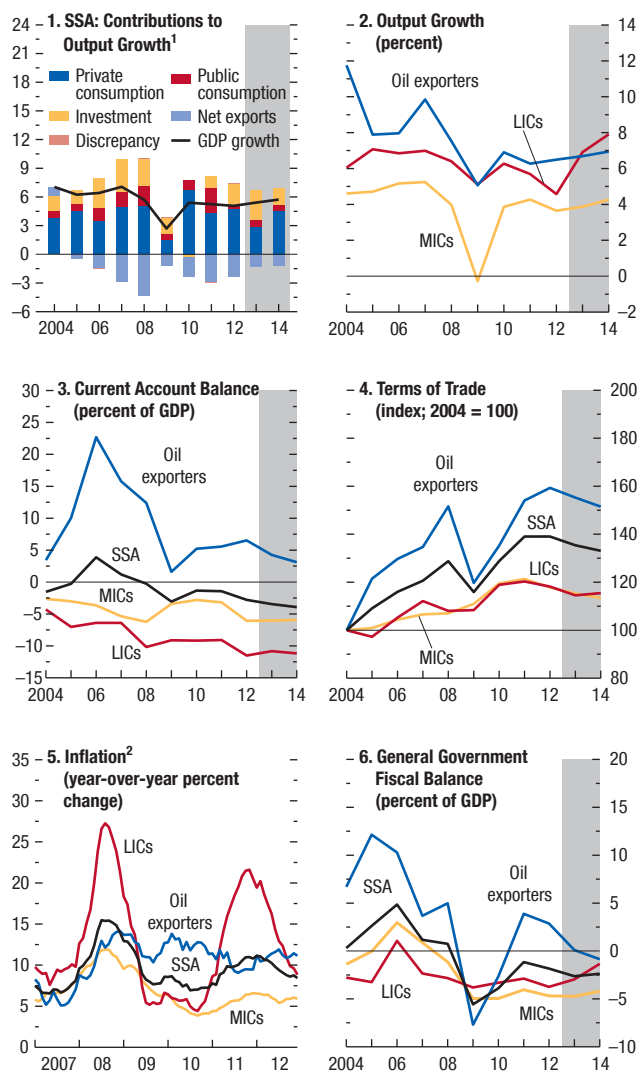 1. SSA: Contributions to
Output Growth1
Private
consumption
Public
consumption
Investment
Net exports
Discrepancy
GDP growth
24
21
18
15
12
9
6
3
0
–3
–6
2004 06 08 10 12 14
2. Output Growth
(percent)
Oil exporters
LICs
MICs
14
12
10
8
6
4
2
0
–2
2004 06 08 10 12 14
3. Current Account Balance
(percent of GDP)
Oil
exporters
SSA
MICs
LICs
30
25
20
15
10
5
0
–5
–10
–15
2004 06 08 10 12 14
4. Terms of Trade
(index; 2004 = 100)
Oil
exporters
SSA
LICs
MICs
200
180
160
140
120
100
80
2004 06 08 10 12 14
5. Inflation2
(year-over-year percent
change)
LICs
Oil
exporters
SSA
MICs
35
30
25
20
15
10
5
0
2007 08 09 10 11 12
6. General Government
Fiscal Balance
(percent of GDP)
SSA
Oil
exporters
LICs
MICs
20
15
10
5
0
–5
–10
2004 06 08 10 12 14